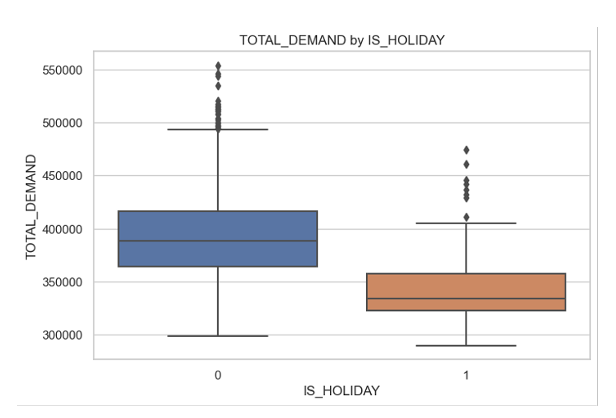 TOTAL_DEMAND by IS_HOLIDAY
550000
500000
450000
400000
350000
300000
TOTAL_DEMAND
0
1
IS_HOLIDAY